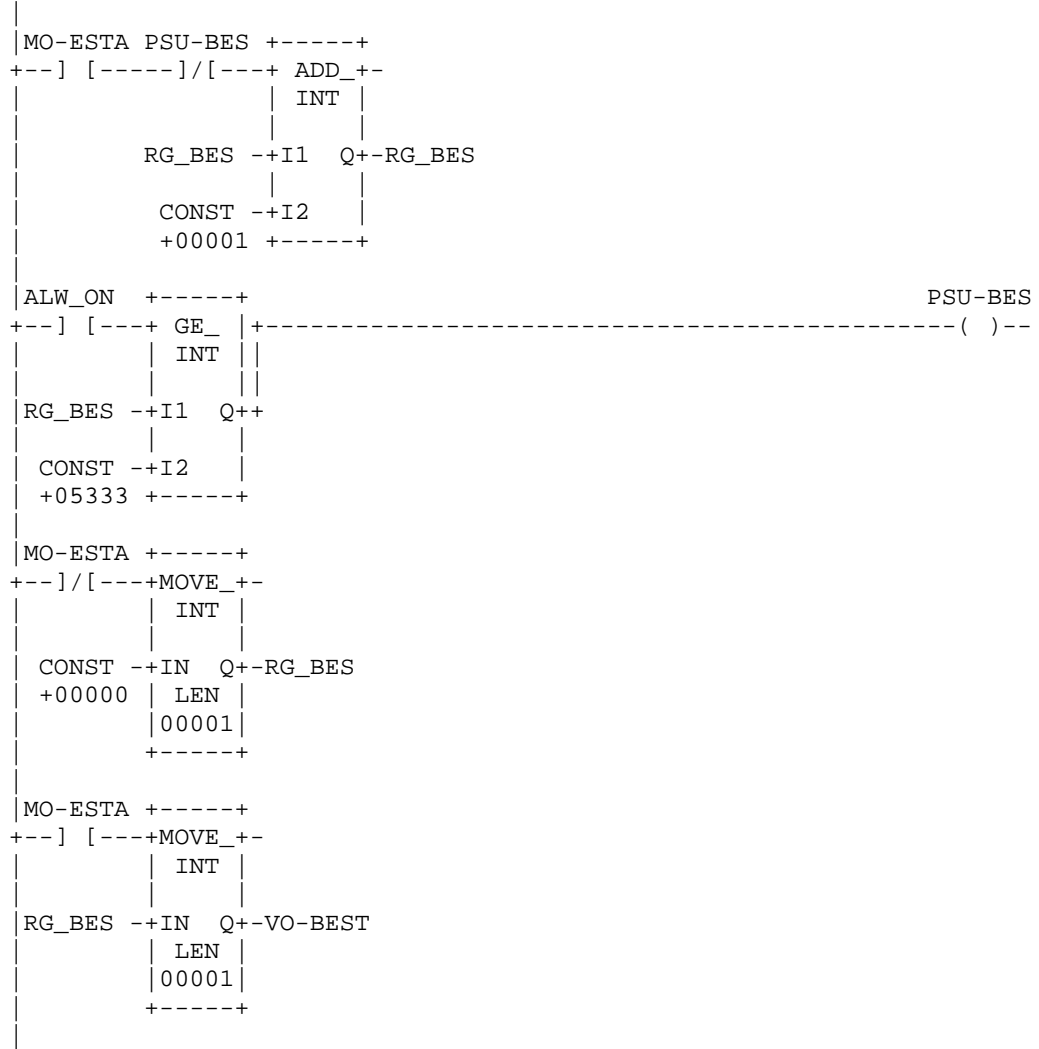 |
|MO-ESTA PSU-BES +-----+
+--] [-----]/[---+ ADD_+-
|                | INT |
|                |     |
|        RG_BES -+I1  Q+-RG_BES
|                |     |
|         CONST -+I2   |
|         +00001 +-----+
|
|ALW_ON  +-----+                                             PSU-BES
+--] [---+ GE_ |+----------------------------------------------( )--
|        | INT ||
|        |     ||
|RG_BES -+I1  Q++
|        |     |
| CONST -+I2   |
| +05333 +-----+
|
|MO-ESTA +-----+
+--]/[---+MOVE_+-
|        | INT |
|        |     |
| CONST -+IN  Q+-RG_BES
| +00000 | LEN |
|        |00001|
|        +-----+
|
|MO-ESTA +-----+
+--] [---+MOVE_+-
|        | INT |
|        |     |
|RG_BES -+IN  Q+-VO-BEST
|        | LEN |
|        |00001|
|        +-----+
|